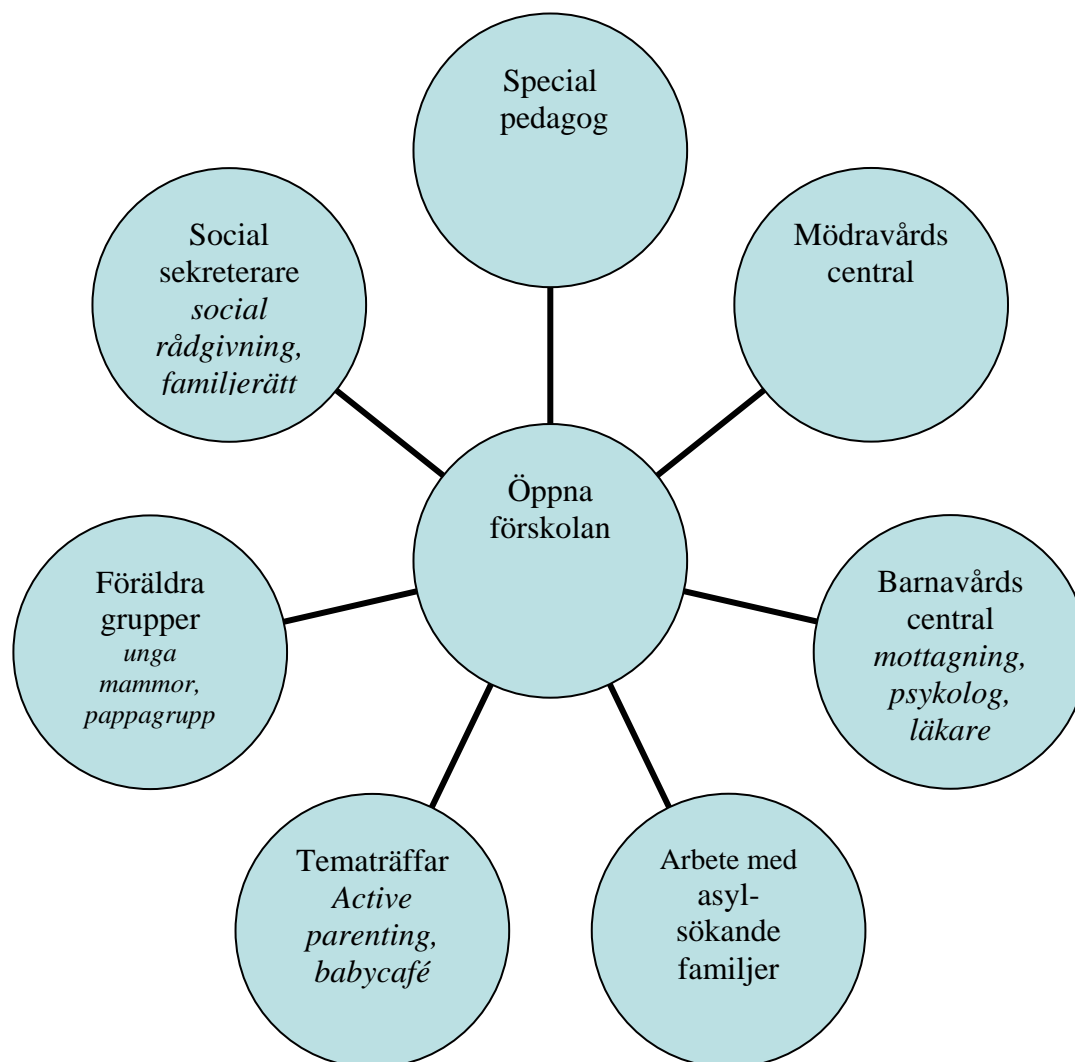 Special
pedagog
Social
sekreterare
social
rådgivning,
familjerätt
Mödravårds
central
Öppna
förskolan
Föräldra
grupper
unga
mammor,
pappagrupp
Barnavårds
central
mottagning,
psykolog,
läkare
Tematräffar
Active
parenting,
babycafé
Arbete med
asyl-
sökande
familjer